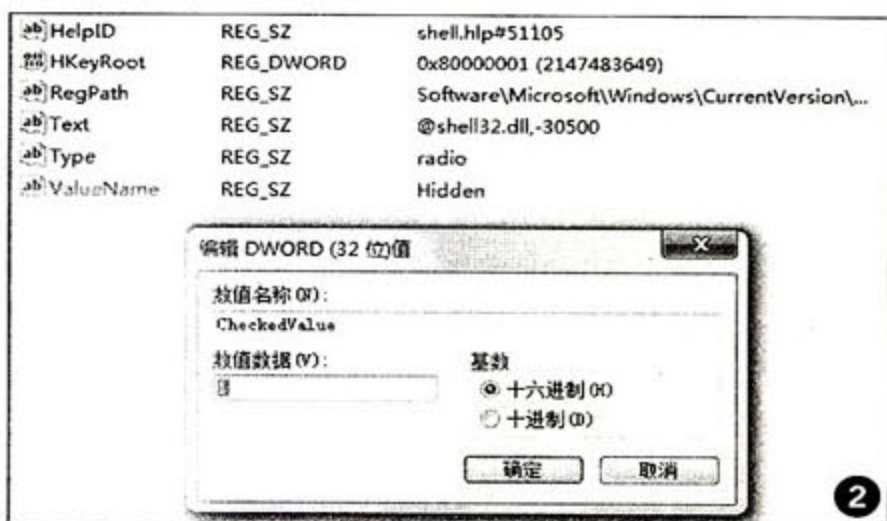 HelpID REG_SZ shell.hlp#51105
HKeyRoot REG_DWORD 0x80000001 (2147483649)
RegPath REG_SZ Software\Microsoft\Windows\CurrentVersion\...
Text REG_SZ @shell32.dll,-30500
Type REG_SZ radio
ValueName REG_SZ Hidden
编辑 DWORD (32 位)值
数值名称(N):
CheckedValue
数值数据(V):
基数
十六进制(H)
十进制(D)
确定 取消
2